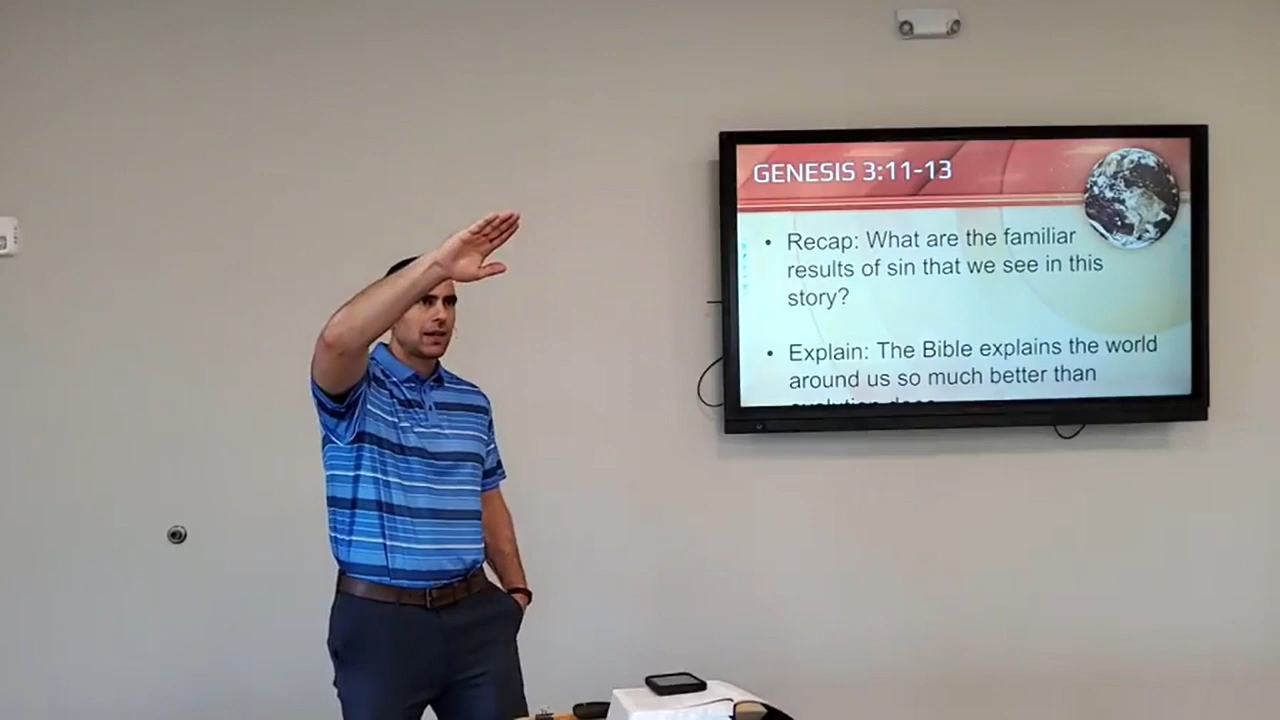 GENESIS 3:11-13
• Recap: What are the familiar
results of sin that we see in this
story?
• Explain: The Bible explains the world
around us so much better than